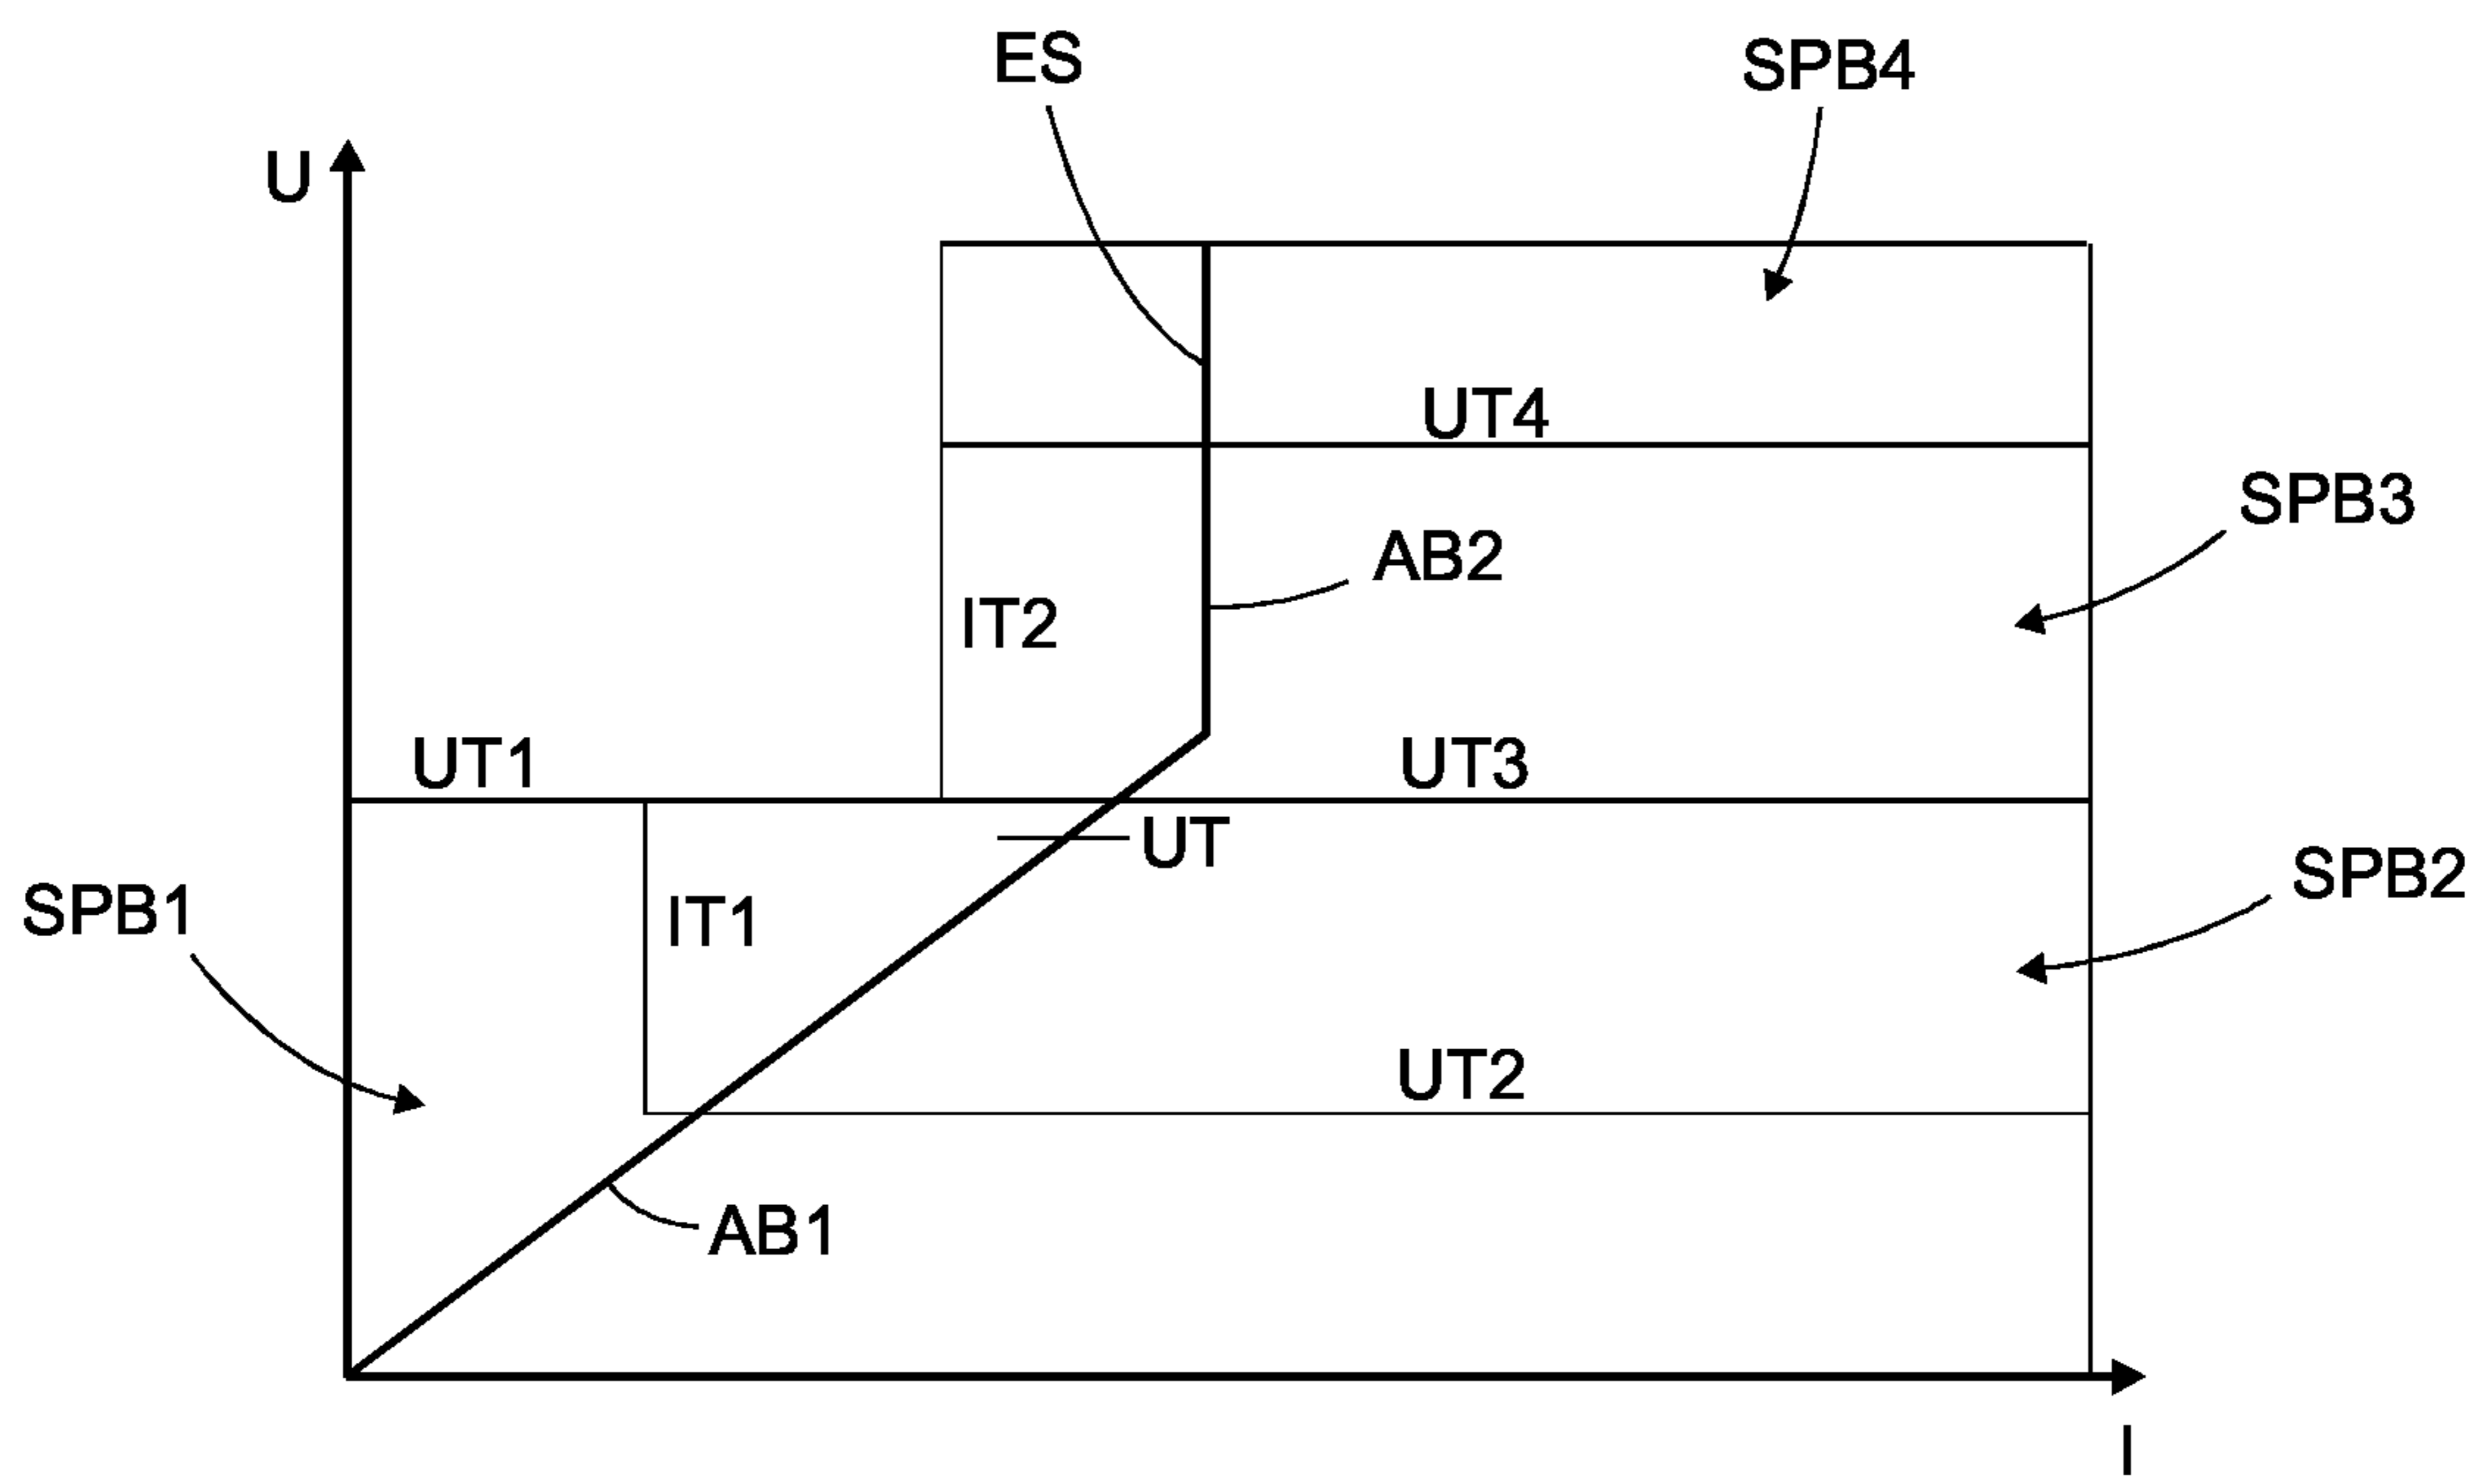 ES
SPB4
U
UT4
SPB3
AB2
IT2
UT1
UT3
UT
SPB2
SPB1
IT1
UT2
AB1
I